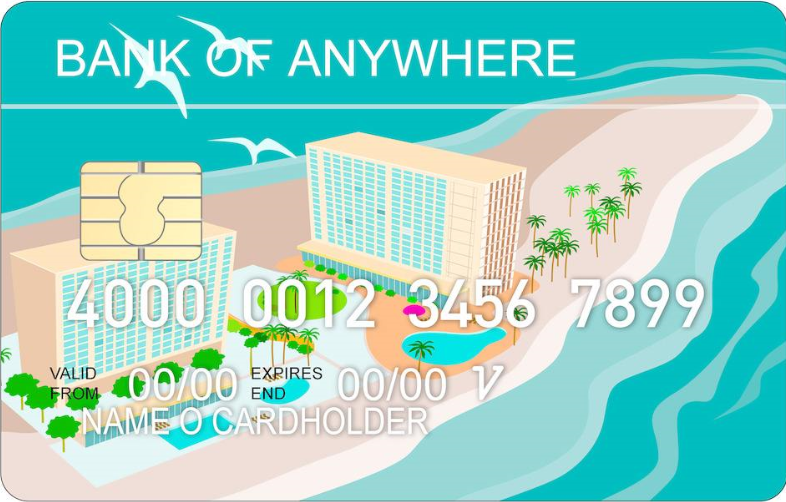 BANK OF ANYWHERE
4000 0012 3456 7899
VALID FROM 00/00 EXPIRES END 00/00 V
NAME O CARDHOLDER